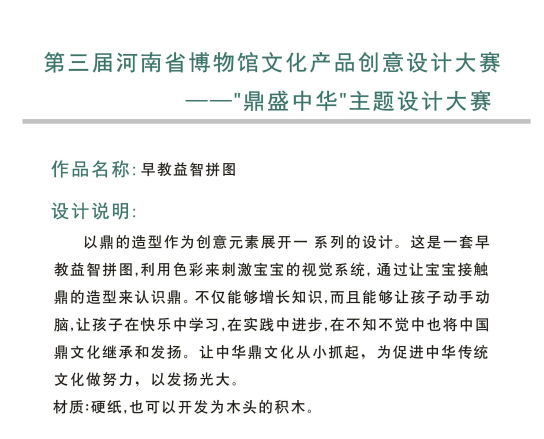 第三届河南省博物馆文化产品创意设计大赛
——"鼎盛中华"主题设计大赛
作品名称: 早教益智拼图
设计说明:
以鼎的造型作为创意元素展开一 系列的设计。这是一套早
教益智拼图,利用色彩来刺激宝宝的视觉系统, 通过让宝宝接触
鼎的造型来认识鼎。不仅能够增长知识,而且能够让孩子动手动
脑,让孩子在快乐中学习,在实践中进步,在不知不觉中也将中国
鼎文化继承和发扬。让中华鼎文化从小抓起，为促进中华传统
文化做努力，以发扬光大。
材质:硬纸,也可以开发为木头的积木。